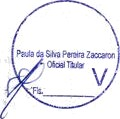 Paula da Silva Pereira Zaccaron
Oficial Titular
Fls.
V